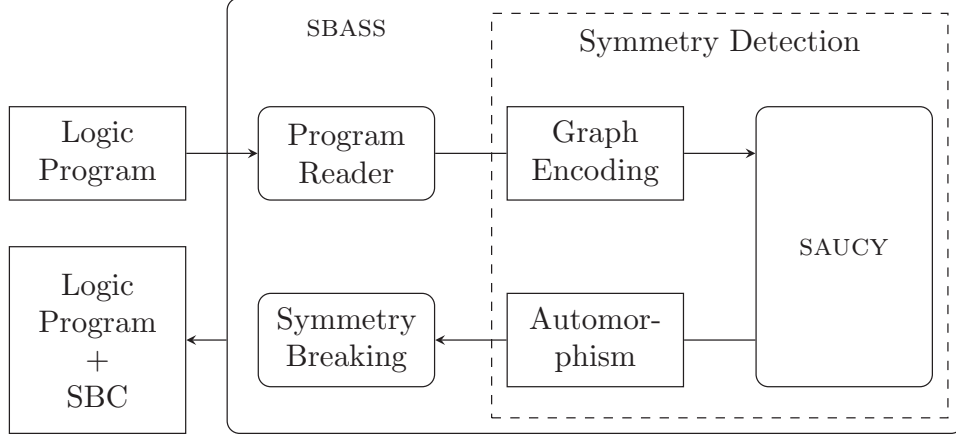 SBASS
Symmetry Detection
Logic
Program
Program
Reader
Graph
Encoding
SAUCY
Logic
Program
+
SBC
Symmetry
Breaking
Automor-
phism